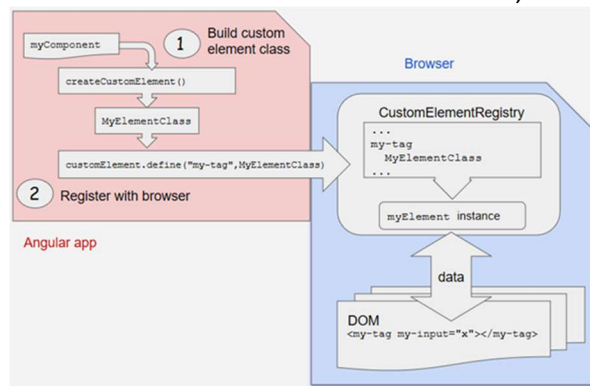 myComponent
1
Build custom
element class
createCustomElement()
MyElementClass
customElement.define("my-tag",MyElementClass)
2
Register with browser
Angular app
Browser
CustomElementRegistry
...
my-tag
MyElementClass
...
myElement instance
data
DOM
<my-tag my-input="x"></my-tag>